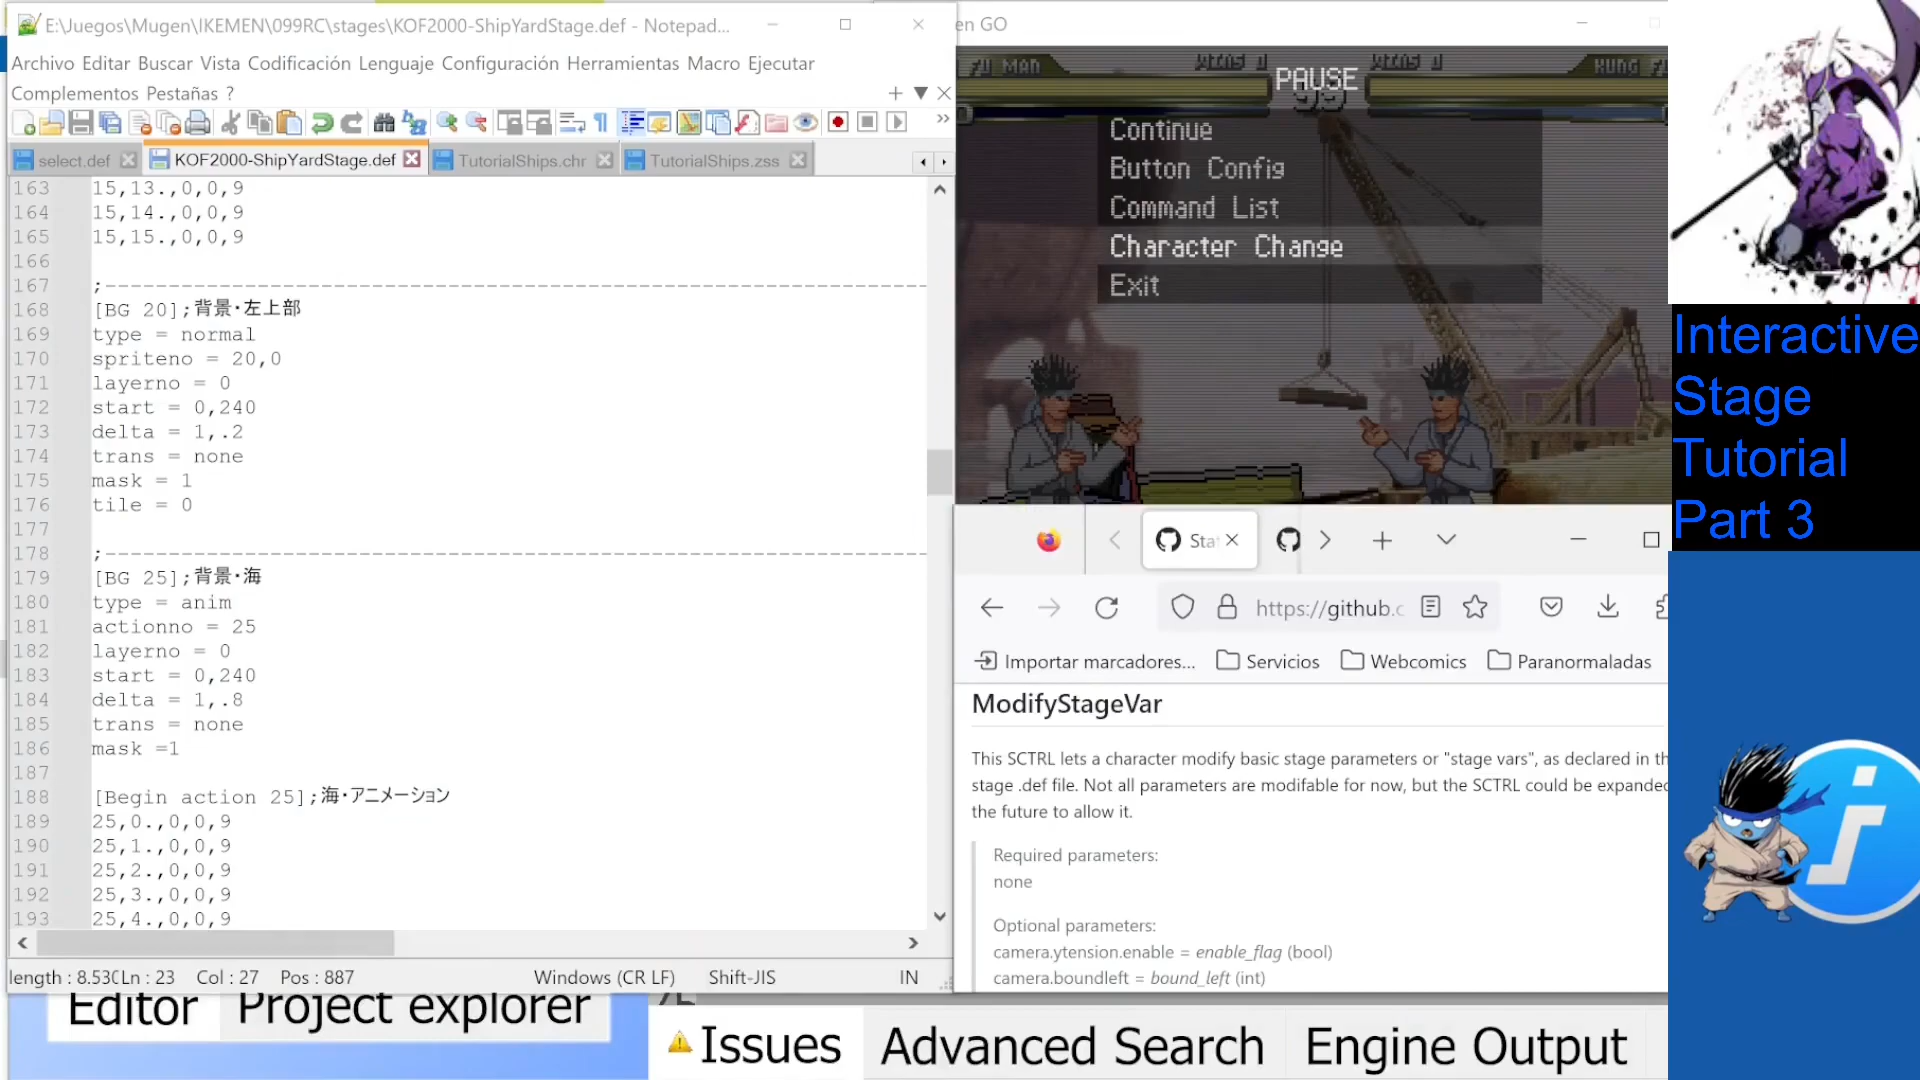 E:\Juegos\Mugen\IKEMEN\099RC\stages\KOF2000-ShipYardStage.def - Notepad...
Archivo Editar Buscar Vista Codificación Lenguaje Configuración Herramientas Macro Ejecutar
Complementos Pestañas ?
select.def
KOF2000-ShipYardStage.def
TutorialShips.chr
TutorialShips.zss
163 15,13.,0,0,9
164 15,14.,0,0,9
165 15,15.,0,0,9
166
167 ;-----------------------------------------------------------------
168 [BG 20];背景・左上部
169 type = normal
170 spriteno = 20,0
171 layerno = 0
172 start = 0,240
173 delta = 1,.2
174 trans = none
175 mask = 1
176 tile = 0
177
178 ;-----------------------------------------------------------------
179 [BG 25];背景・海
180 type = anim
181 actionno = 25
182 layerno = 0
183 start = 0,240
184 delta = 1,.8
185 trans = none
186 mask =1
187
188 [Begin action 25];海・アニメーション
189 25,0.,0,0,9
190 25,1.,0,0,9
191 25,2.,0,0,9
192 25,3.,0,0,9
193 25,4.,0,0,9
Ln : 23 Col : 27 Pos : 887 Windows (CR LF) Shift-JIS IN
Editor Project explorer
Issues Advanced Search Engine Output
en GO
FU MAN
WINS 0
PAUSE
WINS 0
KUNG F
Continue
Button Config
Command List
Character Change
Exit
Sta
https://github.c
Importar marcadores... Servicios Webcomics Paranormaladas
ModifyStageVar
This SCTRL lets a character modify basic stage parameters or "stage vars", as declared in th
stage .def file. Not all parameters are modifable for now, but the SCTRL could be expanded
the future to allow it.
Required parameters:
none
Optional parameters:
camera.ytension.enable = enable_flag (bool)
camera.boundleft = bound_left (int)
Interactive
Stage
Tutorial
Part 3